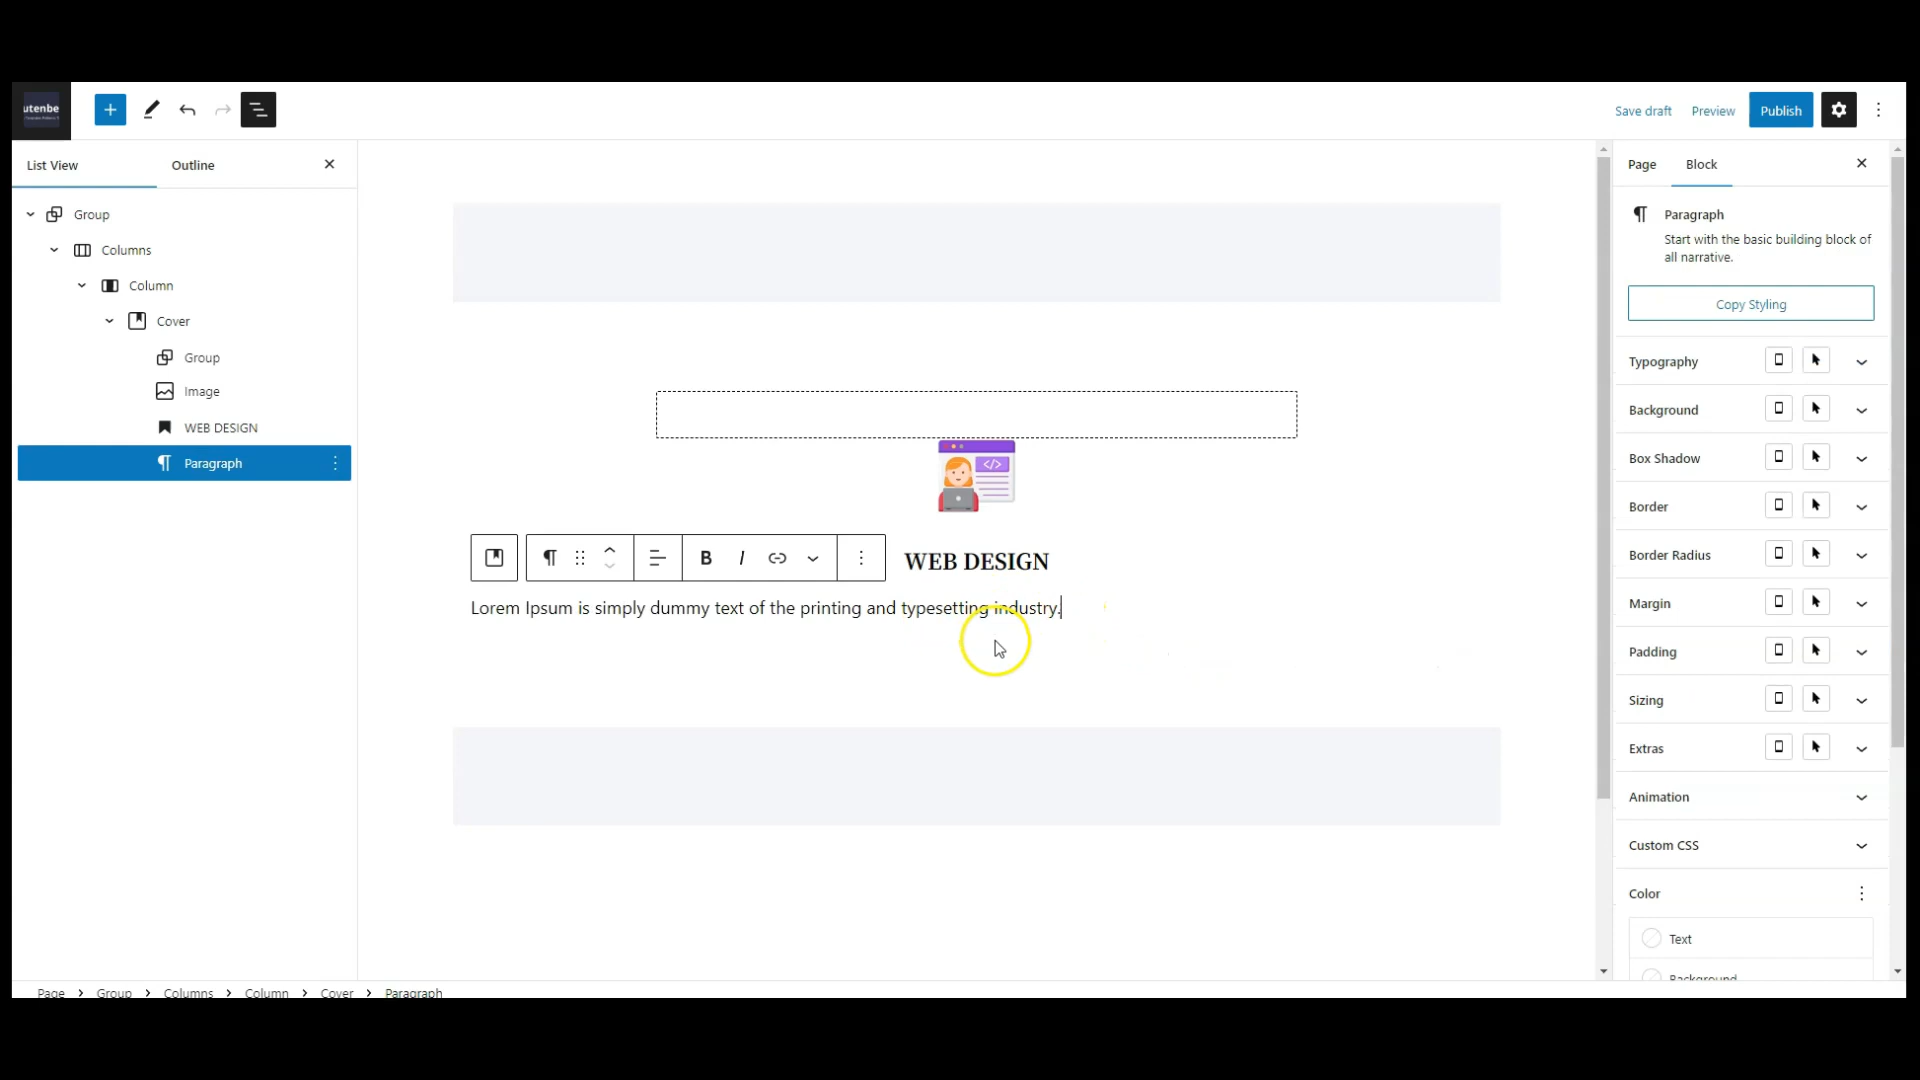 utenbe
Save draft
Preview
Publish
List View
Outline
Group
Columns
Column
Cover
Group
Image
WEB DESIGN
Paragraph
WEB DESIGN
Lorem Ipsum is simply dummy text of the printing and typesetting industry.
Page
Block
Paragraph
Start with the basic building block of
all narrative.
Copy Styling
Typography
Background
Box Shadow
Border
Border Radius
Margin
Padding
Sizing
Extras
Animation
Custom CSS
Color
Text
Background
Page > Group > Columns > Column > Cover > Paragraph